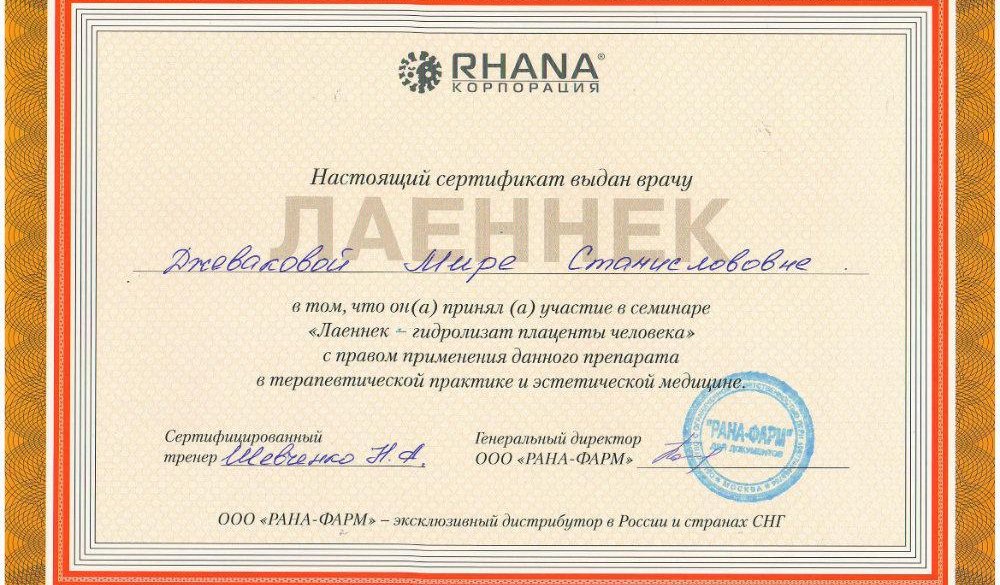 RHANA®
КОРПОРАЦИЯ
Настоящий сертификат выдан врачу
ЛАЕННЕК
Джеваковой Мире Станислововне
в том, что он(а) принял (а) участие в семинаре
«Лаеннек – гидролизат плаценты человека»
с правом применения данного препарата
в терапевтической практике и эстетической медицине.
Сертифицированный
тренер Шевченко Н.А.
Генеральный директор
ООО «РАНА-ФАРМ»
"РАНА-ФАРМ"
ДЛЯ ДОКУМЕНТОВ
МОСКВА
ООО «РАНА-ФАРМ» – эксклюзивный дистрибутор в России и странах СНГ